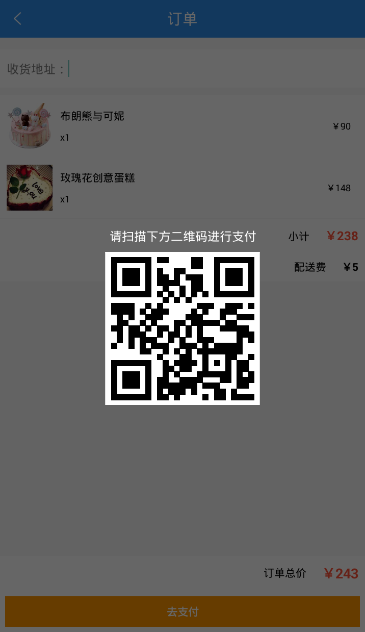 订单
收货地址：
布朗熊与可妮
￥90
x1
玫瑰花创意蛋糕
￥148
x1
请扫描下方二维码进行支付
小计 ￥238
配送费 ￥5
订单总价 ￥243
去支付